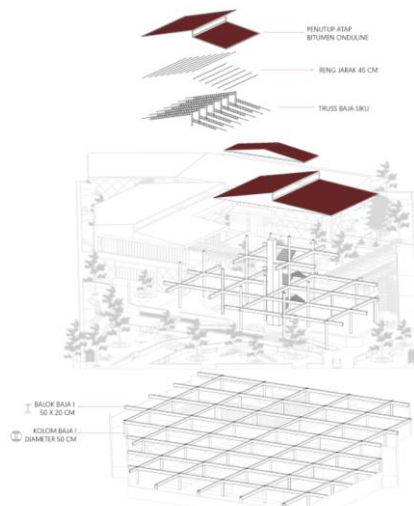 PENUTUP ATAP
BITUMEN ONDULINE
RENG JARAK 45 CM
TRUSS BAJA SIKU
BALOK BAJA I
50 X 20 CM
KOLOM BAJA I
DIAMETER 50 CM